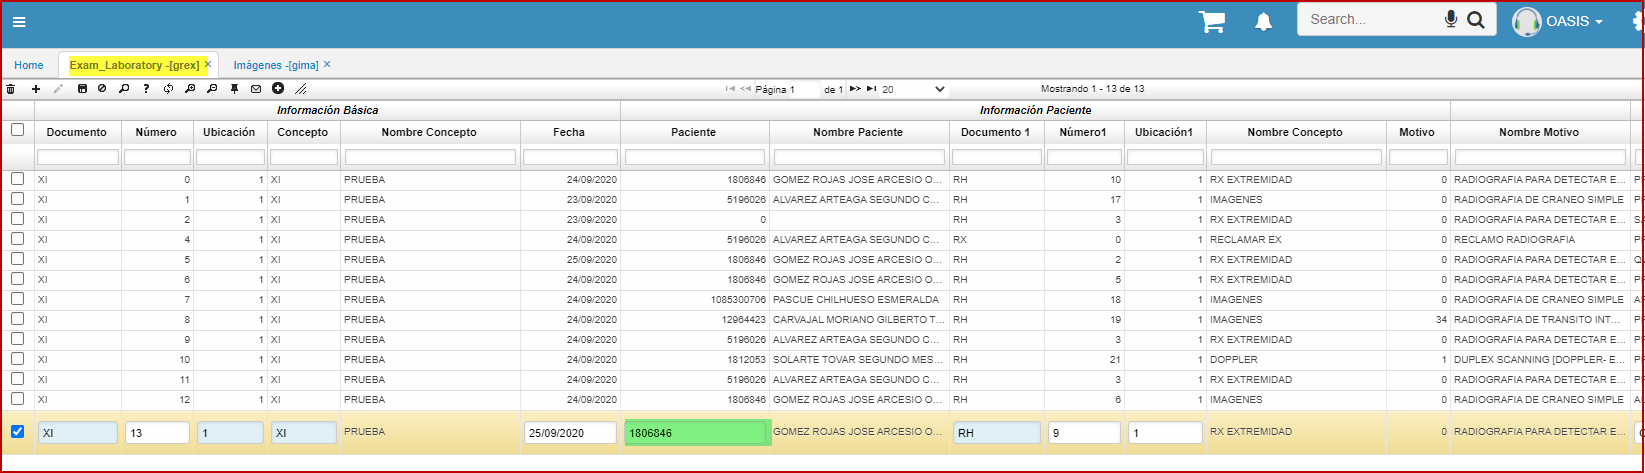 Search... OASIS
Home Exam_Laboratory -[grex] × Imágenes -[gima] ×
Página 1 de 1 20 Mostrando 1 - 13 de 13
Información Básica Información Paciente
Documento Número Ubicación Concepto Nombre Concepto Fecha Paciente Nombre Paciente Documento 1 Número1 Ubicación1 Nombre Concepto Motivo Nombre Motivo
XI 0 1 XI PRUEBA 24/09/2020 1806846 GOMEZ ROJAS JOSE ARCESIO O... RH 10 1 RX EXTREMIDAD 0 RADIOGRAFIA PARA DETECTAR E...
XI 1 1 XI PRUEBA 23/09/2020 5196026 ALVAREZ ARTEAGA SEGUNDO C... RH 17 1 IMAGENES 0 RADIOGRAFIA DE CRANEO SIMPLE
XI 2 1 XI PRUEBA 23/09/2020 0 RH 3 1 RX EXTREMIDAD 0 RADIOGRAFIA PARA DETECTAR E...
XI 4 1 XI PRUEBA 24/09/2020 5196026 ALVAREZ ARTEAGA SEGUNDO C... RX 0 1 RECLAMAR EX 0 RECLAMO RADIOGRAFIA
XI 5 1 XI PRUEBA 25/09/2020 1806846 GOMEZ ROJAS JOSE ARCESIO O... RH 2 1 RX EXTREMIDAD 0 RADIOGRAFIA PARA DETECTAR E...
XI 6 1 XI PRUEBA 24/09/2020 1806846 GOMEZ ROJAS JOSE ARCESIO O... RH 5 1 RX EXTREMIDAD 0 RADIOGRAFIA PARA DETECTAR E...
XI 7 1 XI PRUEBA 24/09/2020 1085300706 PASCUE CHILHUESO ESMERALDA RH 18 1 IMAGENES 0 RADIOGRAFIA DE CRANEO SIMPLE
XI 8 1 XI PRUEBA 24/09/2020 12964423 CARVAJAL MORIANO GILBERTO T... RH 19 1 IMAGENES 34 RADIOGRAFIA DE TRANSITO INT...
XI 9 1 XI PRUEBA 24/09/2020 5196026 ALVAREZ ARTEAGA SEGUNDO C... RH 3 1 RX EXTREMIDAD 0 RADIOGRAFIA PARA DETECTAR E...
XI 10 1 XI PRUEBA 24/09/2020 1812053 SOLARTE TOVAR SEGUNDO MES... RH 21 1 DOPPLER 1 DUPLEX SCANNING [DOPPLER- E...
XI 11 1 XI PRUEBA 24/09/2020 5196026 ALVAREZ ARTEAGA SEGUNDO C... RH 3 1 RX EXTREMIDAD 0 RADIOGRAFIA PARA DETECTAR E...
XI 12 1 XI PRUEBA 24/09/2020 1806846 GOMEZ ROJAS JOSE ARCESIO O... RH 6 1 IMAGENES 0 RADIOGRAFIA DE CRANEO SIMPLE
XI 13 1 XI PRUEBA 25/09/2020 1806846 GOMEZ ROJAS JOSE ARCESIO O... RH 9 1 RX EXTREMIDAD 0 RADIOGRAFIA PARA DETECTAR E...